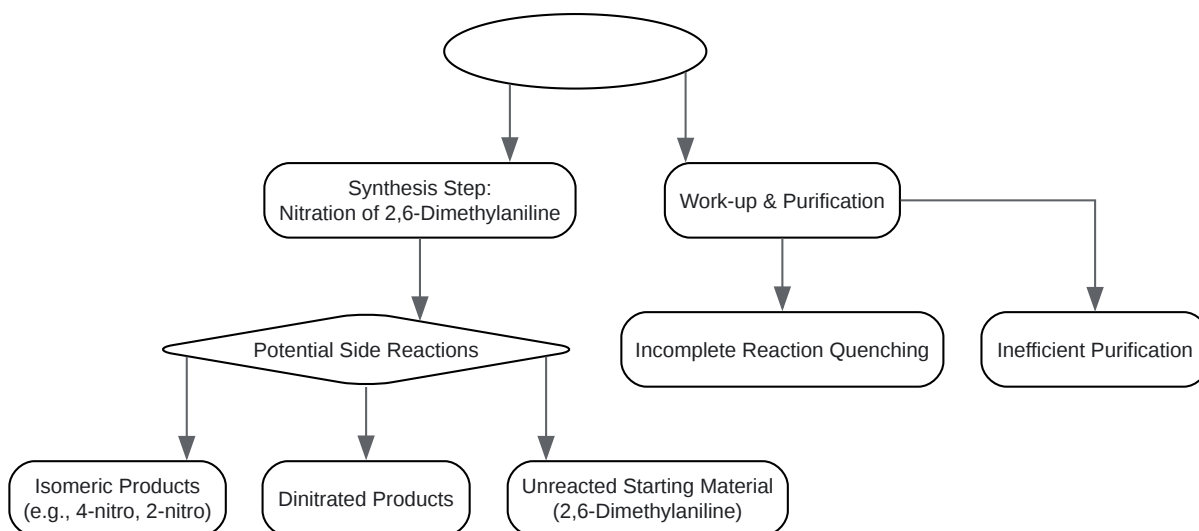 Synthesis Step:
Nitration of 2,6-Dimethylaniline
Work-up & Purification
Potential Side Reactions
Incomplete Reaction Quenching
Inefficient Purification
Isomeric Products
(e.g., 4-nitro, 2-nitro)
Dinitrated Products
Unreacted Starting Material
(2,6-Dimethylaniline)